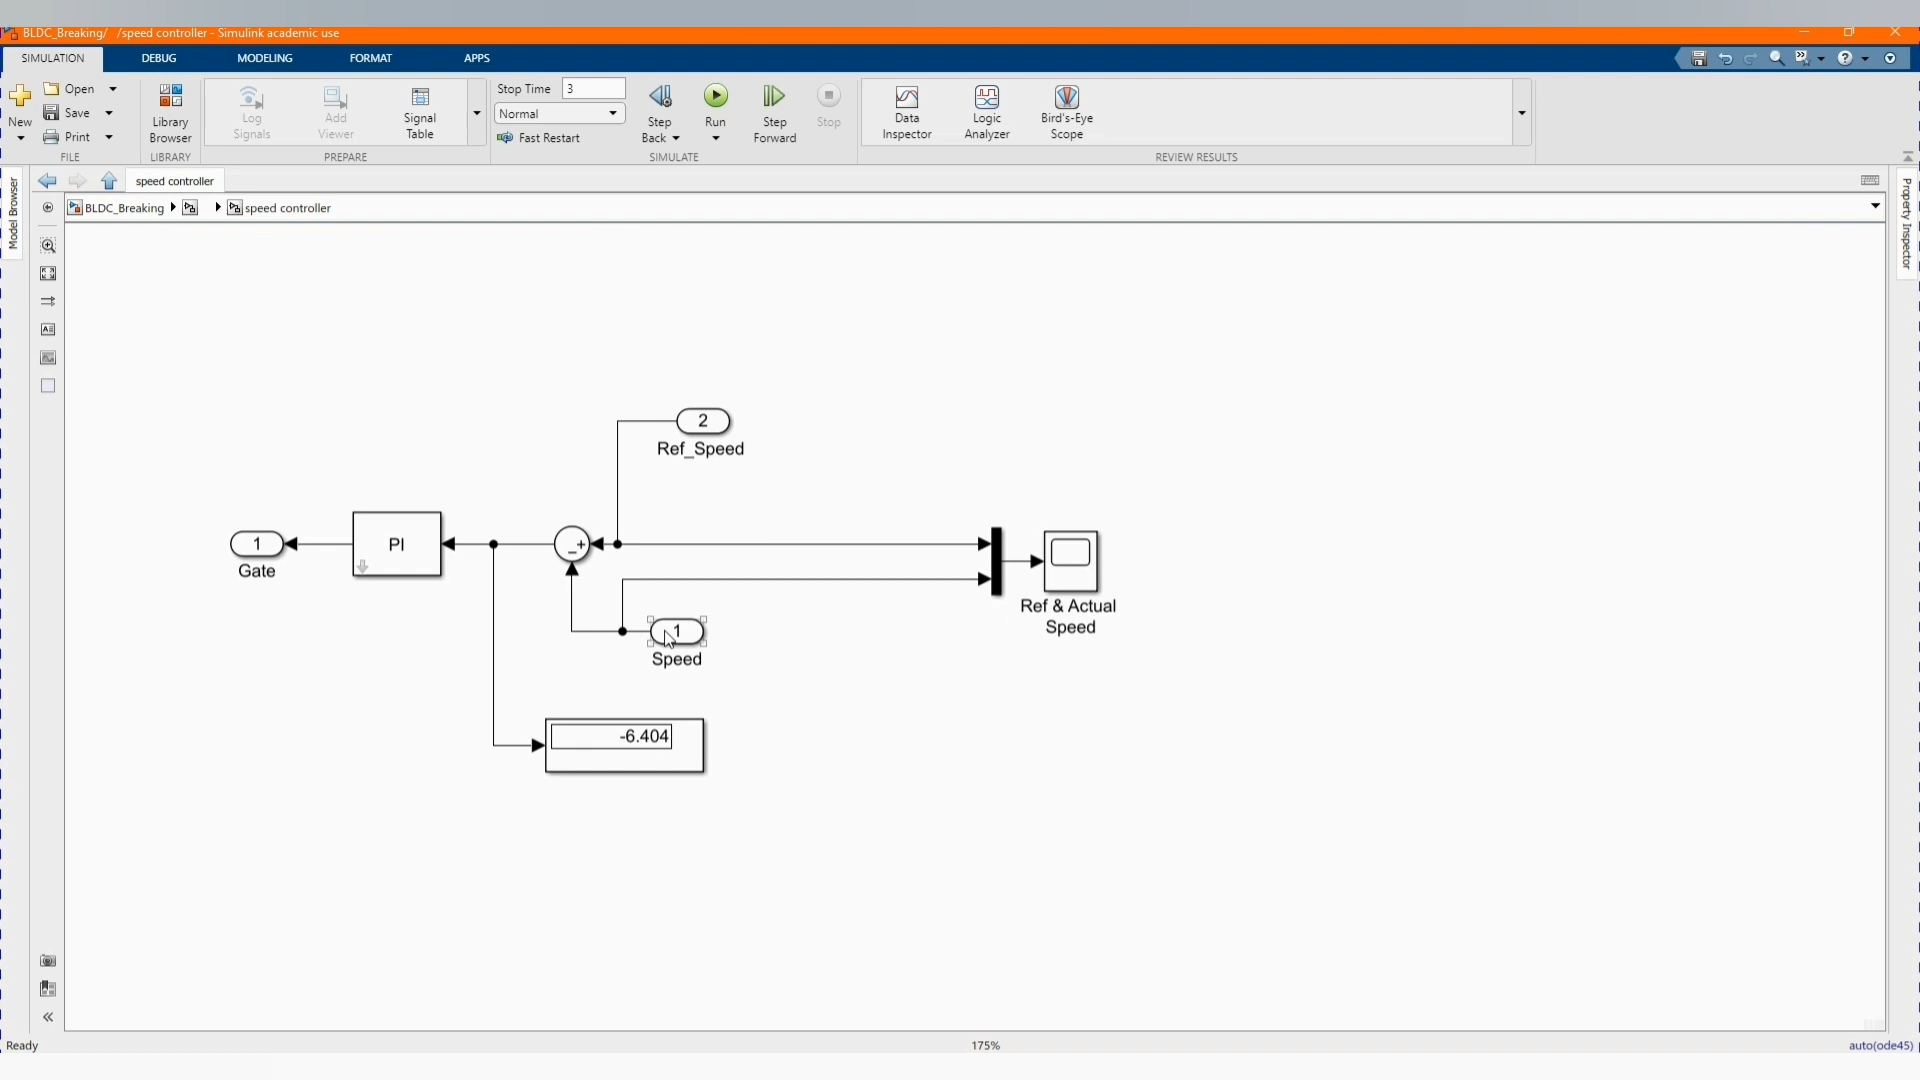 BLDC_Breaking/ /speed controller - Simulink academic use
SIMULATION DEBUG MODELING FORMAT APPS
New
Open
Save
Print
FILE
Library
Browser
LIBRARY
Log
Signals
Add
Viewer
Signal
Table
PREPARE
Stop Time 3
Normal
Fast Restart
Step
Back
Run
Step
Forward
Stop
SIMULATE
Data
Inspector
Logic
Analyzer
Bird's-Eye
Scope
REVIEW RESULTS
Model Browser
speed controller
BLDC_Breaking speed controller
Property Inspector
2
Ref_Speed
1
Gate
PI
_+
Ref & Actual
Speed
1
Speed
-6.404
Ready
175%
auto(ode45)